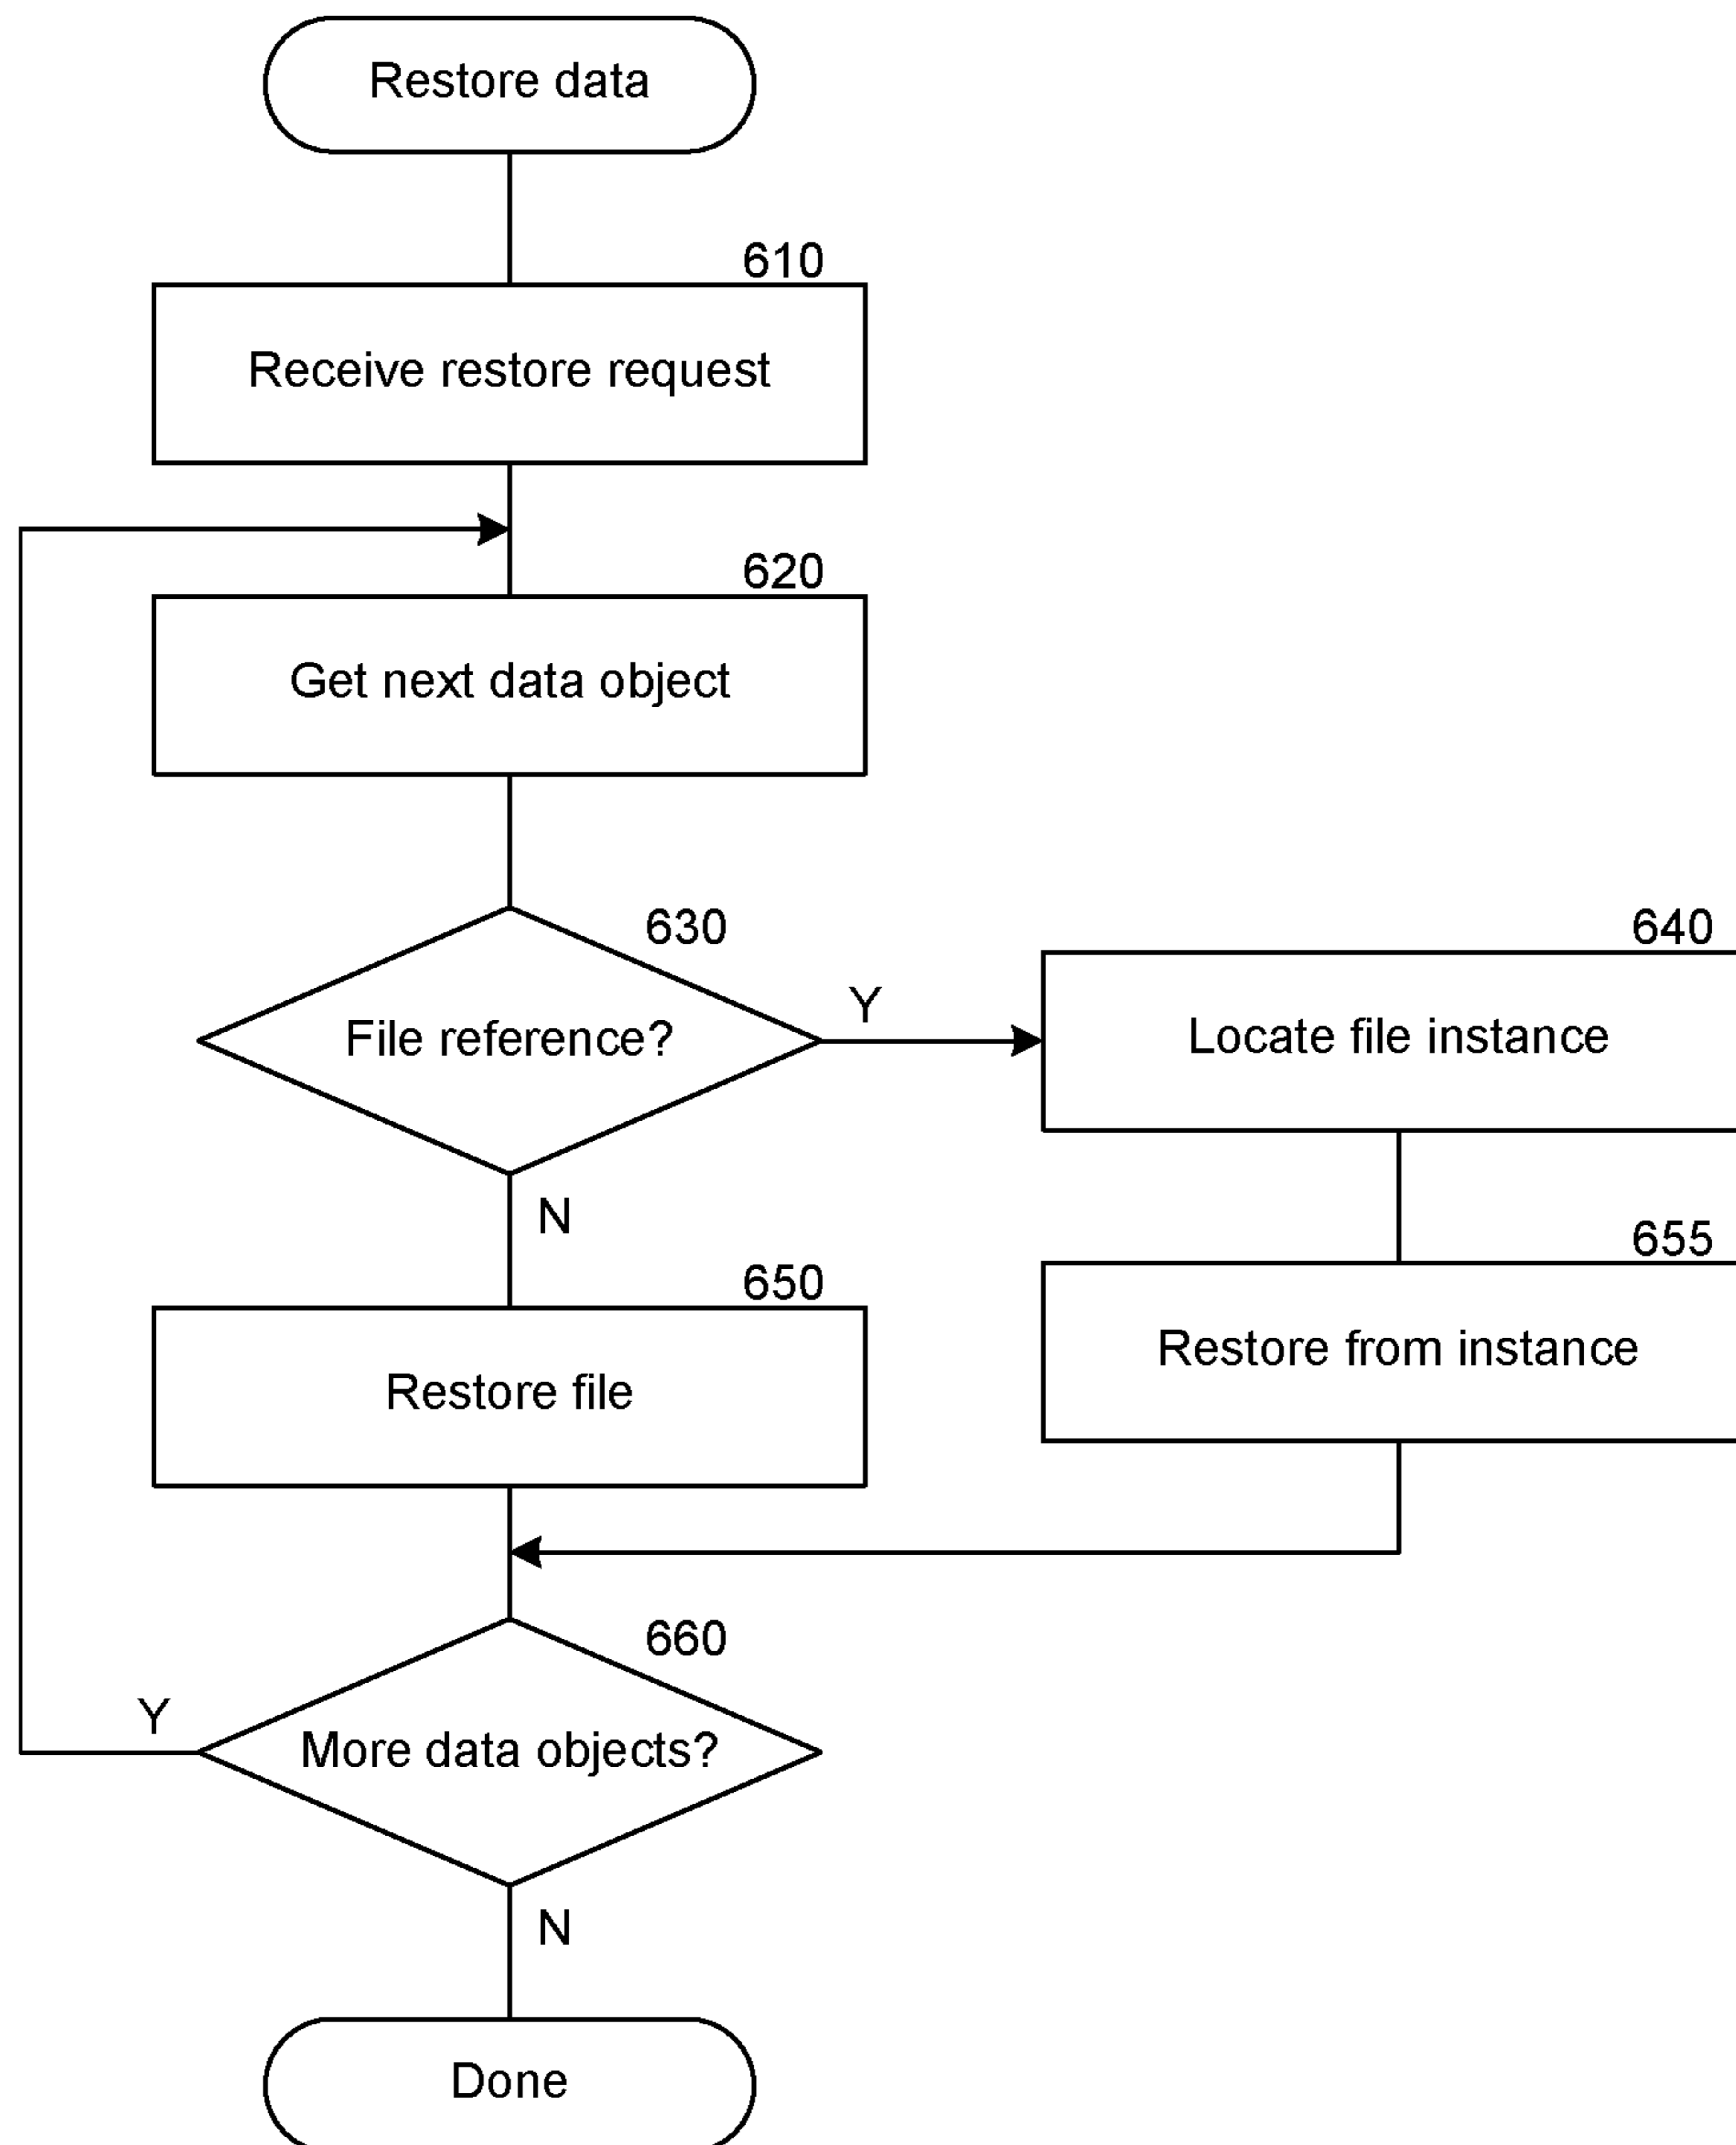 Restore data
610
Receive restore request
620
Get next data object
630
File reference?
Y
640
Locate file instance
N
655
Restore from instance
650
Restore file
660
More data objects?
Y
N
Done